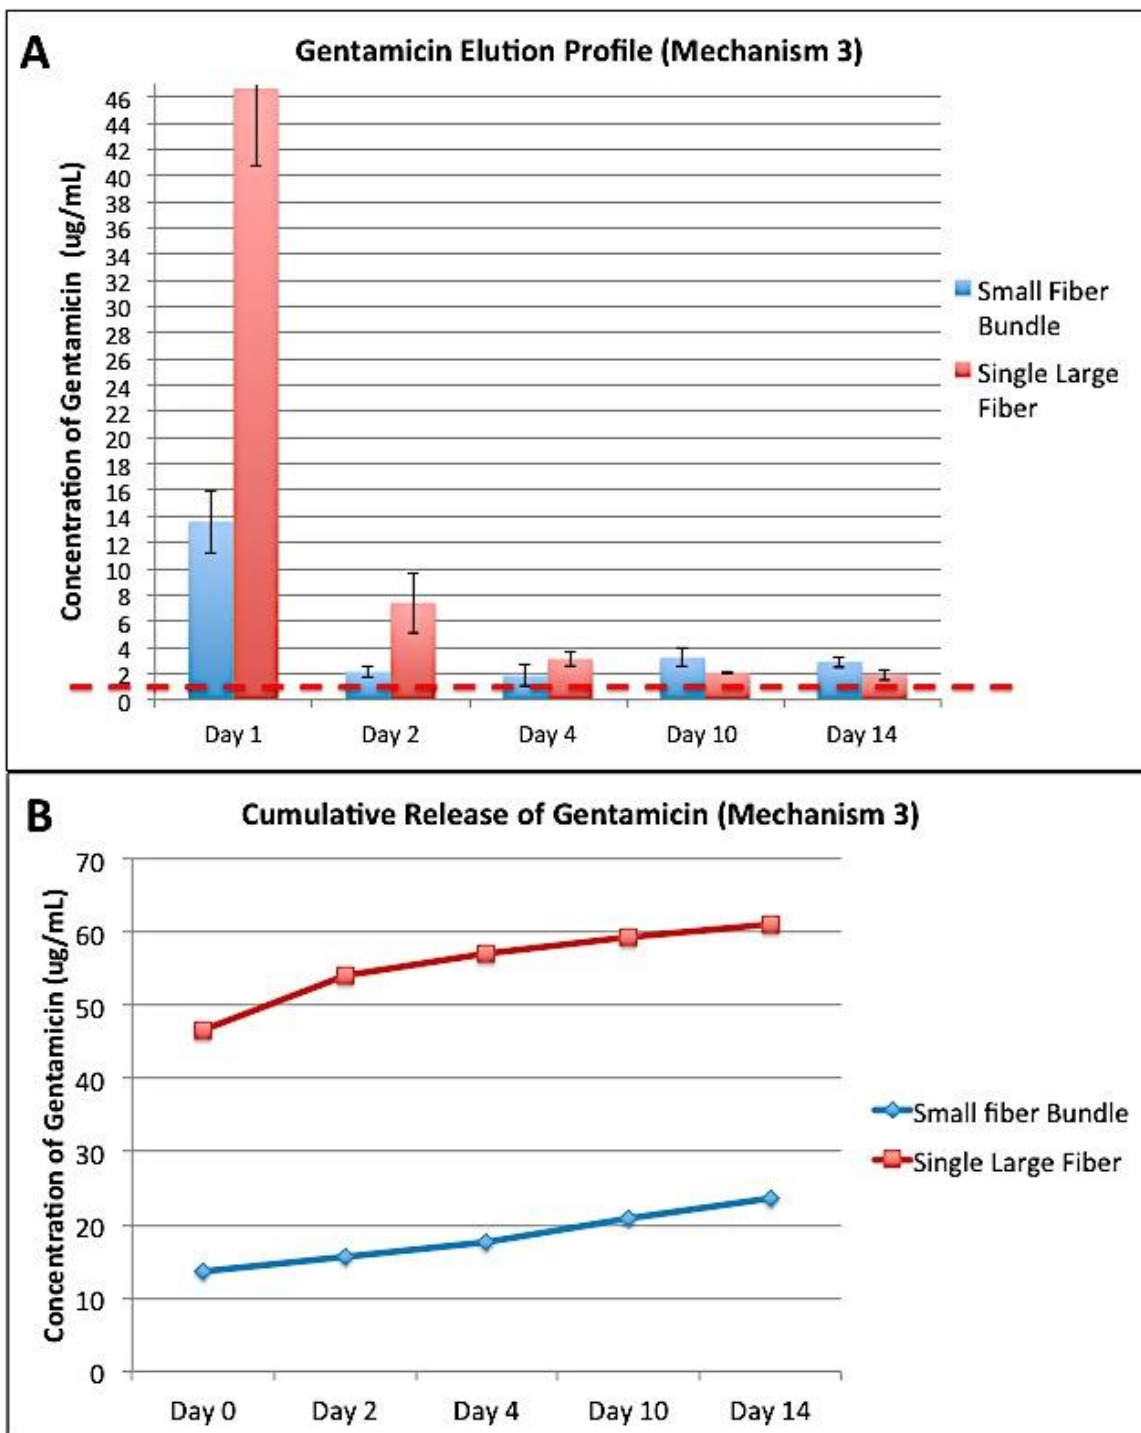 A
Gentamicin Elution Profile (Mechanism 3)
Concentration of Gentamicin (ug/mL)
46
44
42
40
38
36
34
32
30
28
26
24
22
20
18
16
14
12
10
8
6
4
2
0
Day 1 Day 2 Day 4 Day 10 Day 14
Small Fiber
Bundle
Single Large
Fiber
B
Cumulative Release of Gentamicin (Mechanism 3)
Concentration of Gentamicin (ug/mL)
70
60
50
40
30
20
10
0
Day 0 Day 2 Day 4 Day 10 Day 14
Small fiber Bundle
Single Large Fiber